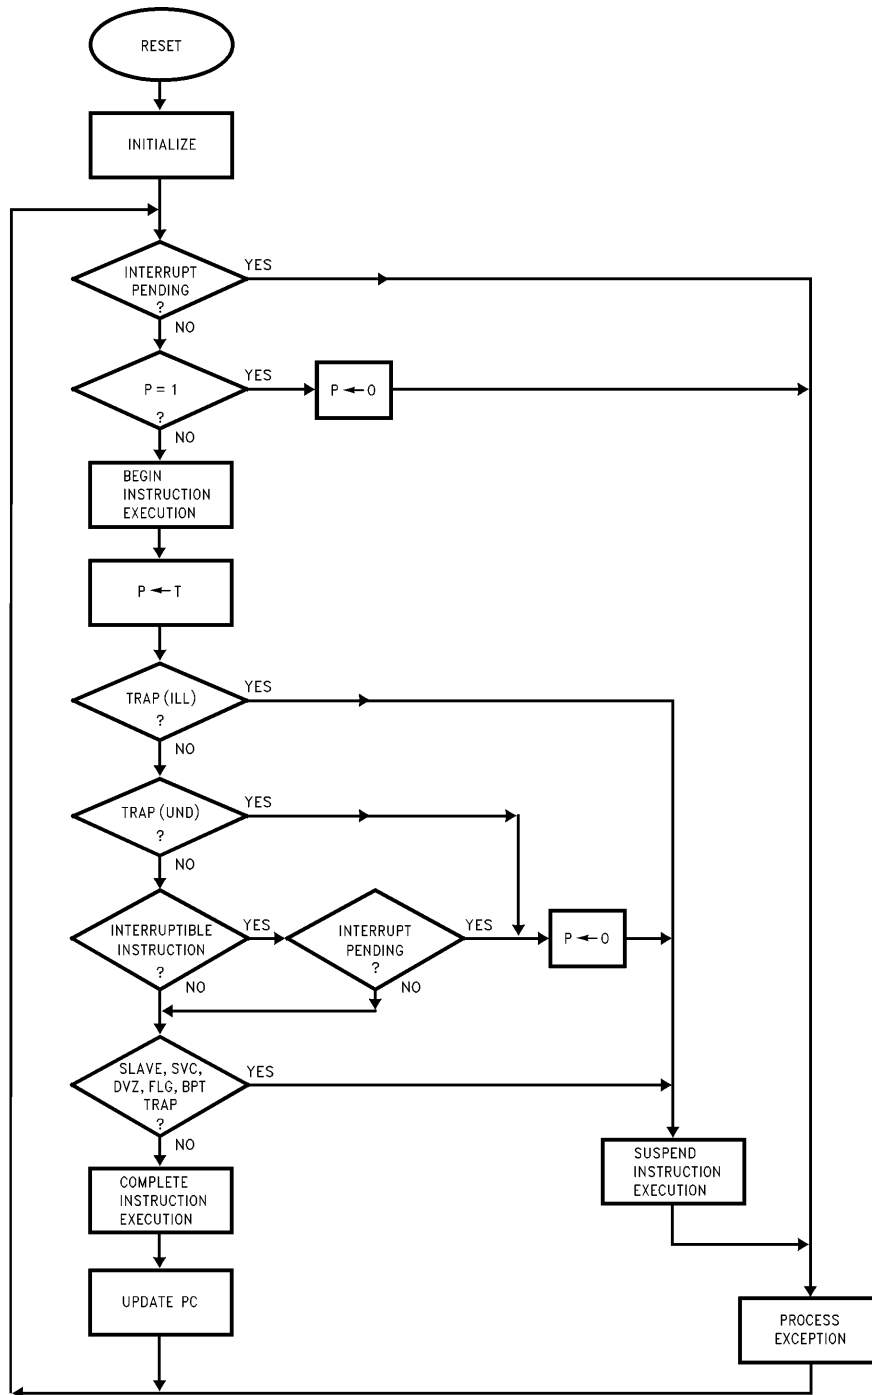 RESET
INITIALIZE
INTERRUPT
PENDING
?
YES
NO
P = 1
?
YES
P ← 0
NO
BEGIN
INSTRUCTION
EXECUTION
P ← T
TRAP (ILL)
?
YES
NO
TRAP (UND)
?
YES
NO
INTERRUPTIBLE
INSTRUCTION
?
YES
NO
INTERRUPT
PENDING
?
YES
NO
P ← 0
SLAVE, SVC,
DVZ, FLG, BPT
TRAP
?
YES
NO
COMPLETE
INSTRUCTION
EXECUTION
SUSPEND
INSTRUCTION
EXECUTION
UPDATE PC
PROCESS
EXCEPTION